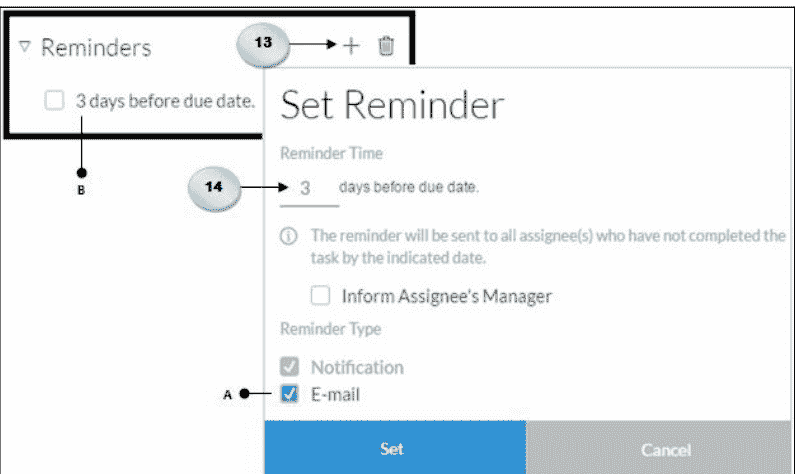 Reminders
13
3 days before due date.
B
Set Reminder
Reminder Time
14
3 days before due date.
The reminder will be sent to all assignee(s) who have not completed the
task by the indicated date.
Inform Assignee's Manager
Reminder Type
Notification
A
E-mail
Set
Cancel